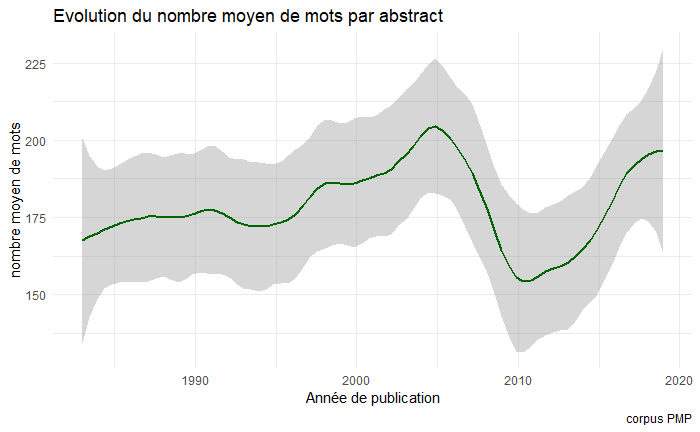 Evolution du nombre moyen de mots par abstract
nombre moyen de mots
225
200
175
150
1990
2000
2010
2020
Année de publication
corpus PMP